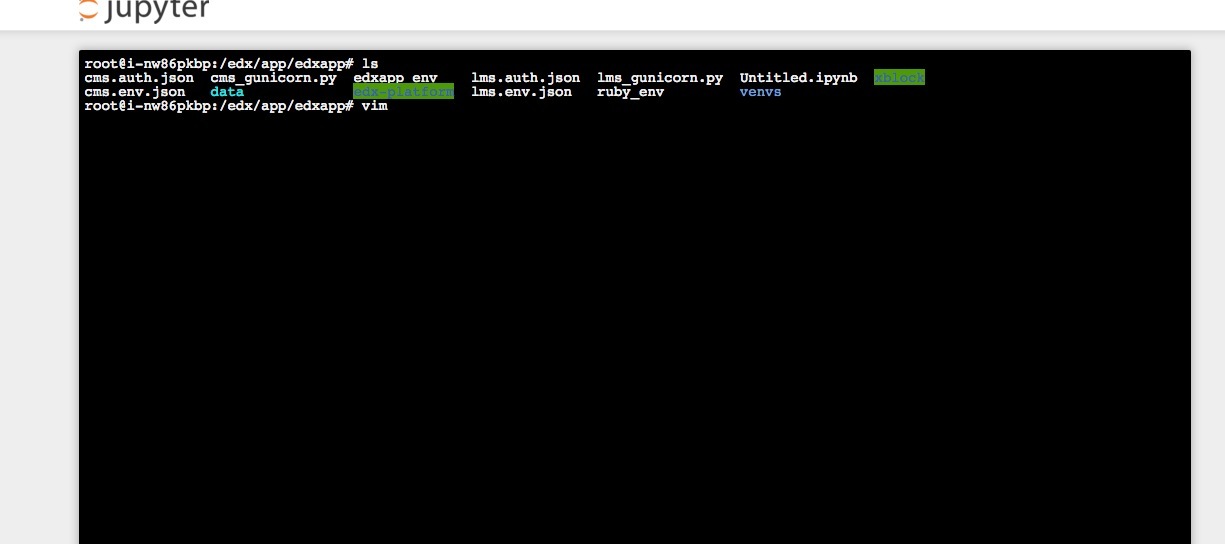 jupyter
root@i-nw86pkbp:/edx/app/edxapp# ls
cms.auth.json cms_gunicorn.py edxapp_env lms.auth.json lms_gunicorn.py Untitled.ipynb xblock
cms.env.json data edx-platform lms.env.json ruby_env venvs
root@i-nw86pkbp:/edx/app/edxapp# vim